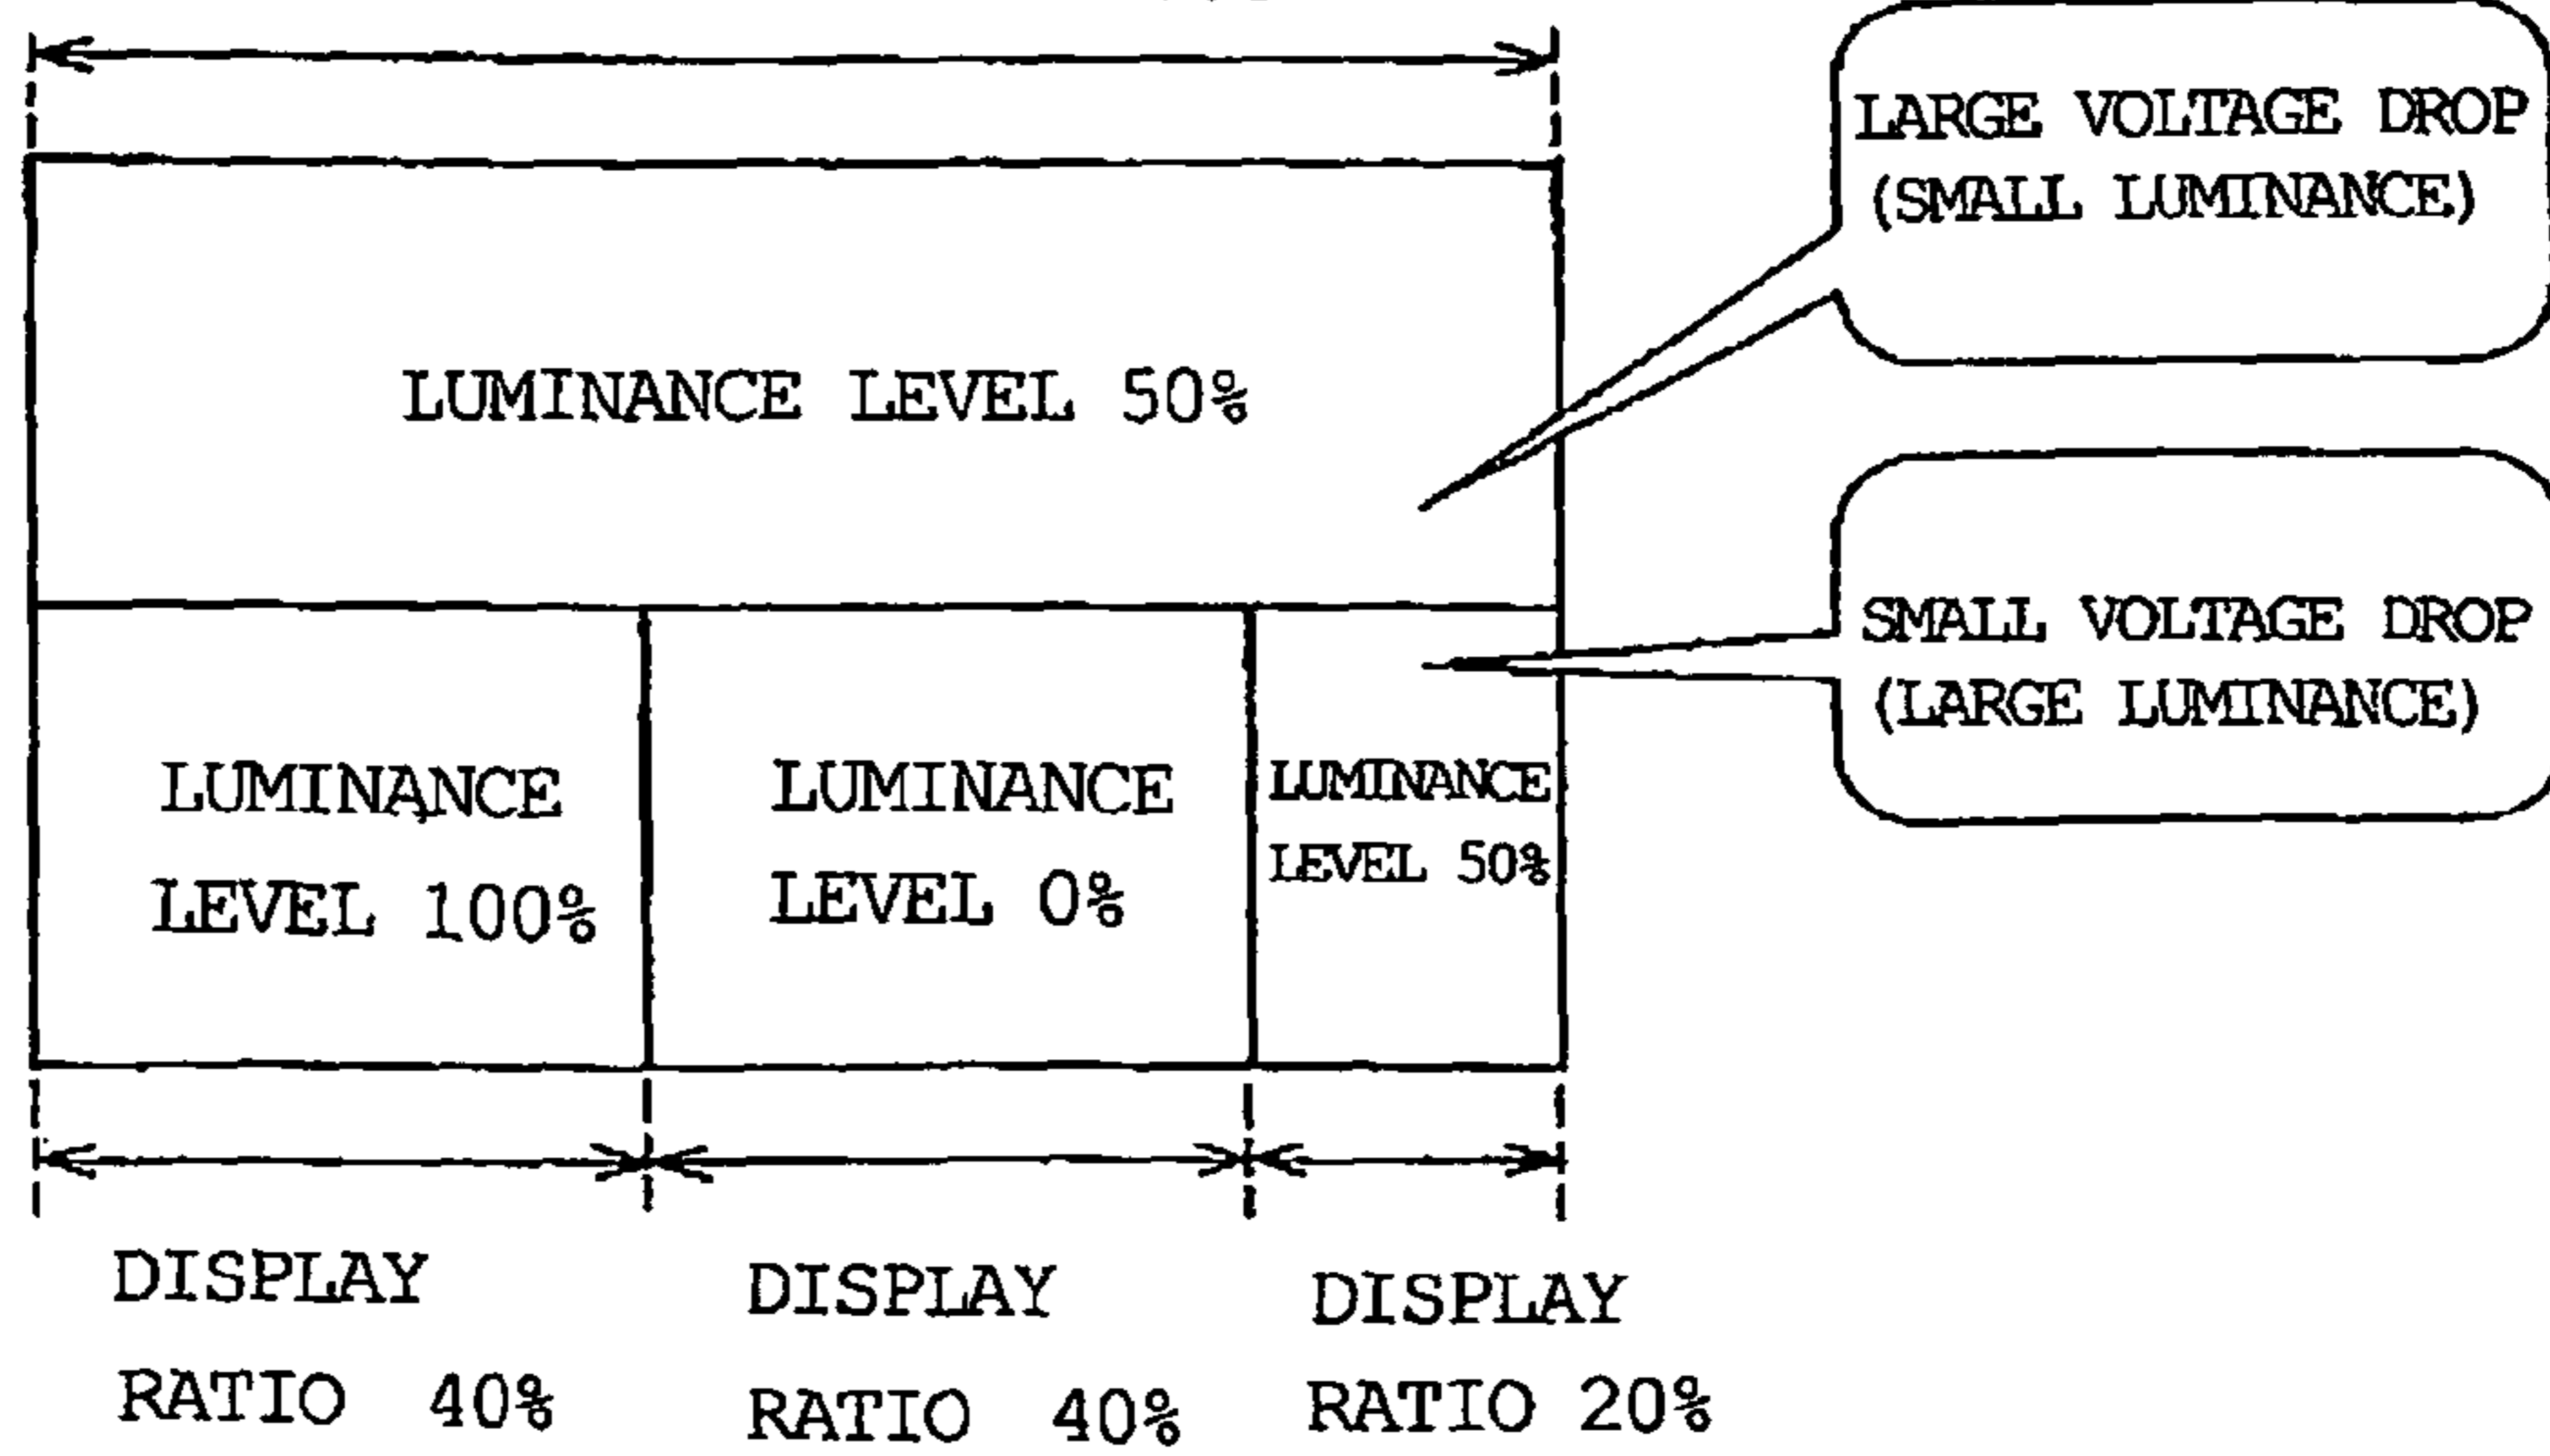 LARGE VOLTAGE DROP
(SMALL LUMINANCE)
LUMINANCE LEVEL 50%
SMALL VOLTAGE DROP
(LARGE LUMINANCE)
LUMINANCE
LEVEL 100%
LUMINANCE
LEVEL 0%
LUMINANCE
LEVEL 50%
DISPLAY
RATIO 40%
DISPLAY
RATIO 40%
DISPLAY
RATIO 20%